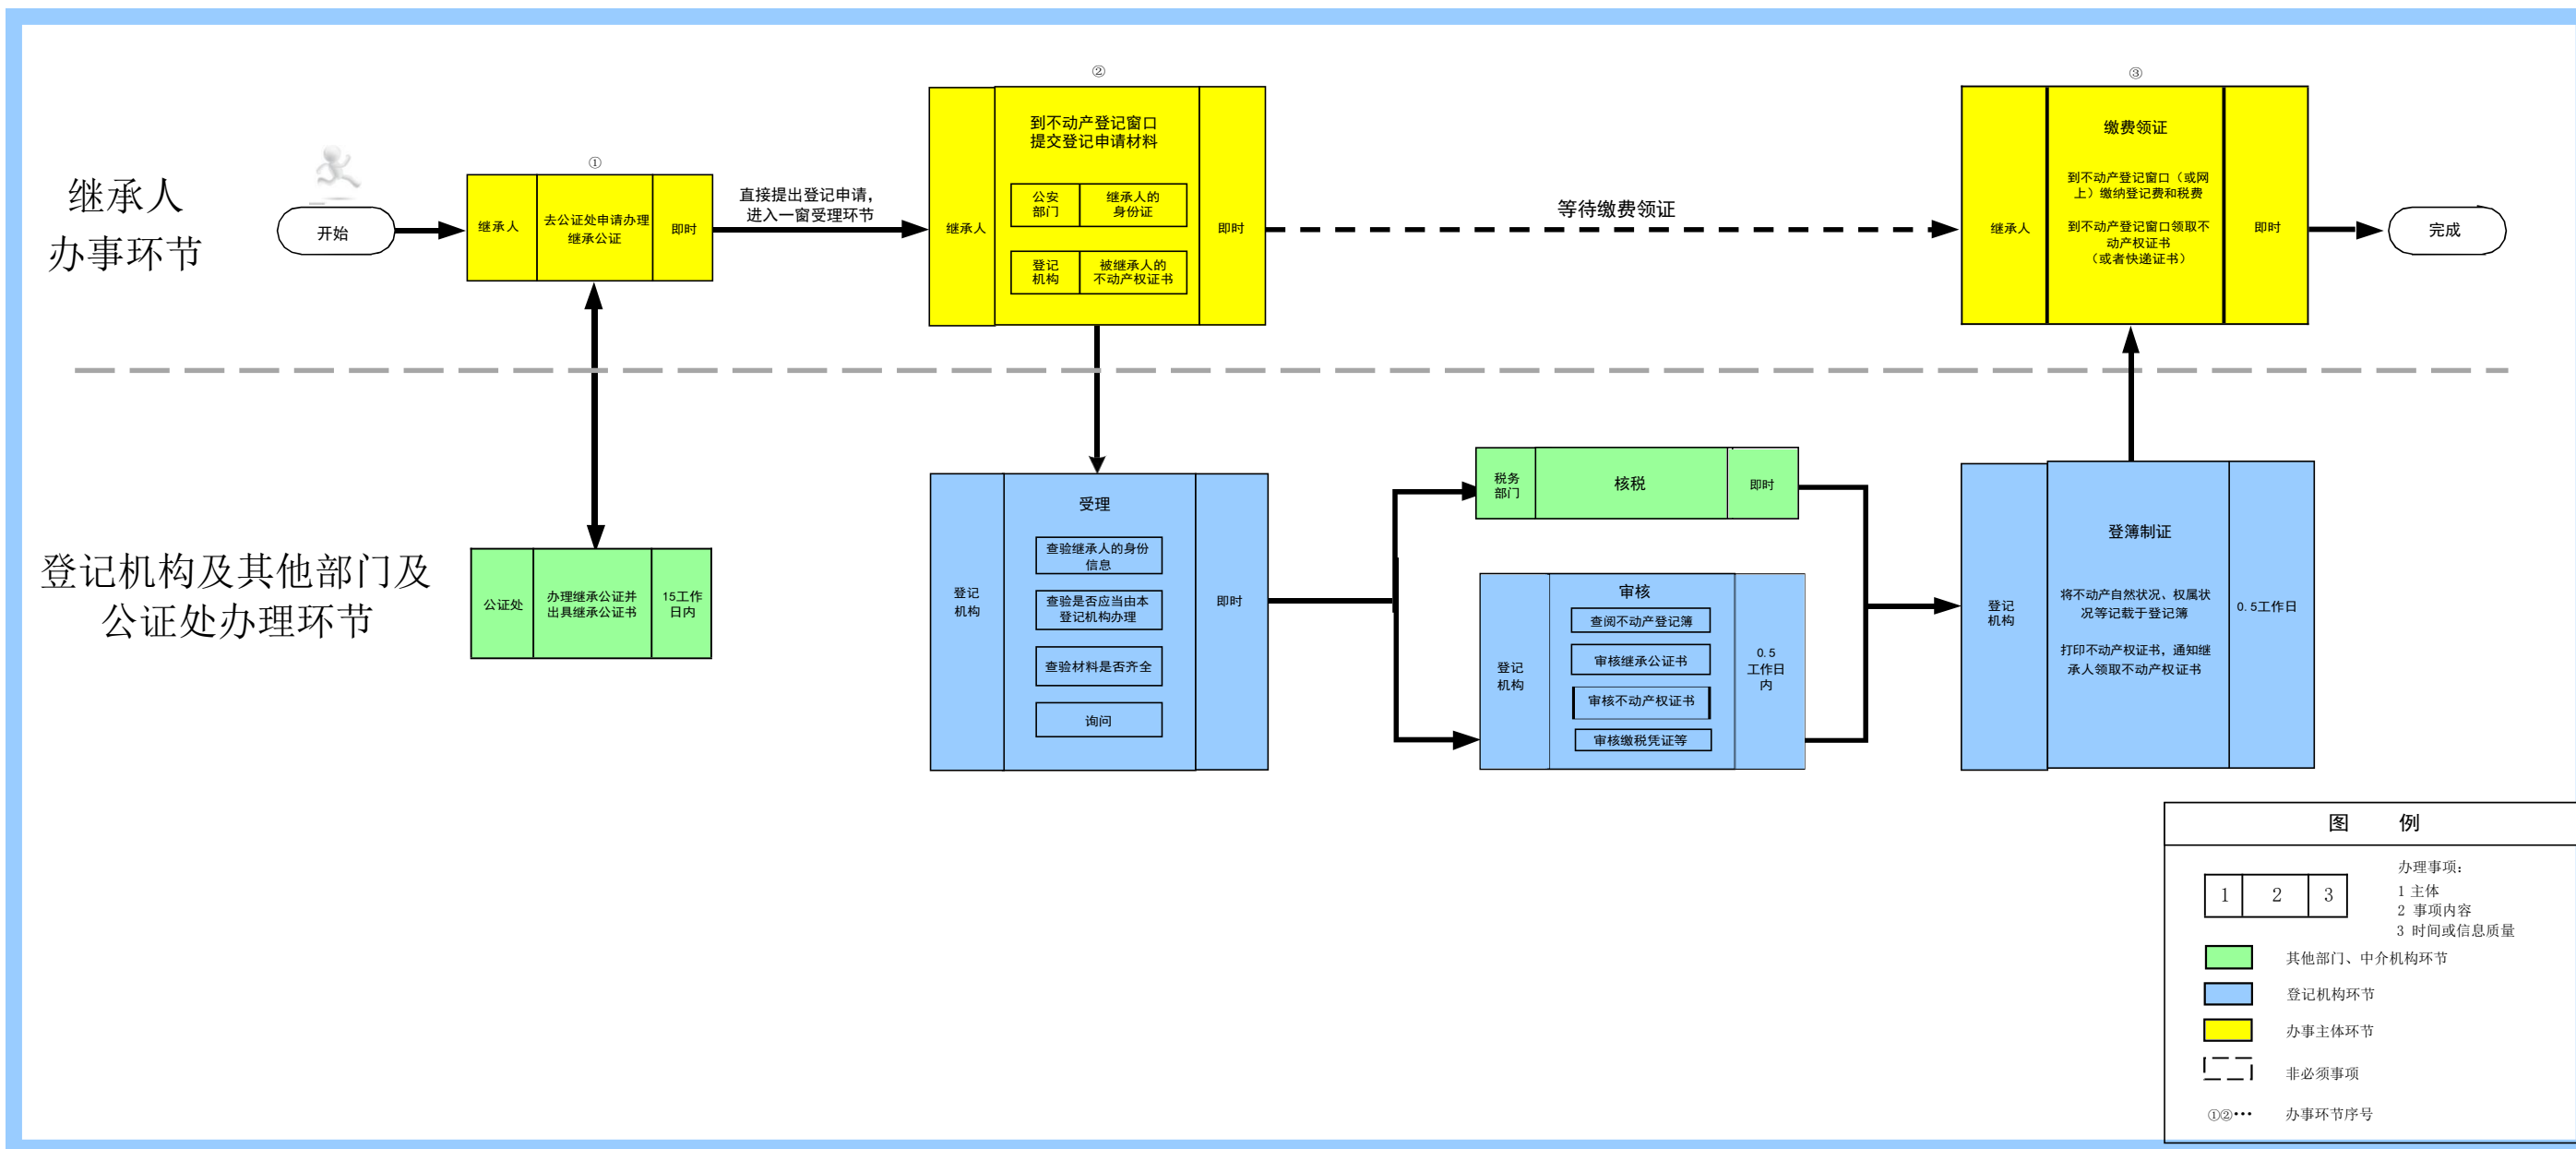 继承人
办事环节
开始
①
继承人
去公证处申请办理
继承公证
即时
直接提出登记申请，
进入一窗受理环节
②
继承人
到不动产登记窗口
提交登记申请材料
公安
部门
继承人的
身份证
登记
机构
被继承人的
不动产权证书
即时
等待缴费领证
③
继承人
缴费领证
到不动产登记窗口（或网
上）缴纳登记费和税费
到不动产登记窗口领取不
动产权证书
（或者快递证书）
即时
完成
登记机构及其他部门及
公证处办理环节
公证处
办理继承公证并
出具继承公证书
15工作
日内
登记
机构
受理
查验继承人的身份
信息
查验是否应当由本
登记机构办理
查验材料是否齐全
询问
即时
税务
部门
核税
即时
登记
机构
审核
查阅不动产登记簿
审核继承公证书
审核不动产权证书
审核缴税凭证等
0.5
工作日
内
登记
机构
登簿制证
将不动产自然状况、权属状
况等记载于登记簿
打印不动产权证书，通知继
承人领取不动产权证书
0.5工作日
图 例
1 2 3
办理事项：
1 主体
2 事项内容
3 时间或信息质量
其他部门、中介机构环节
登记机构环节
办事主体环节
非必须事项
①②… 办事环节序号